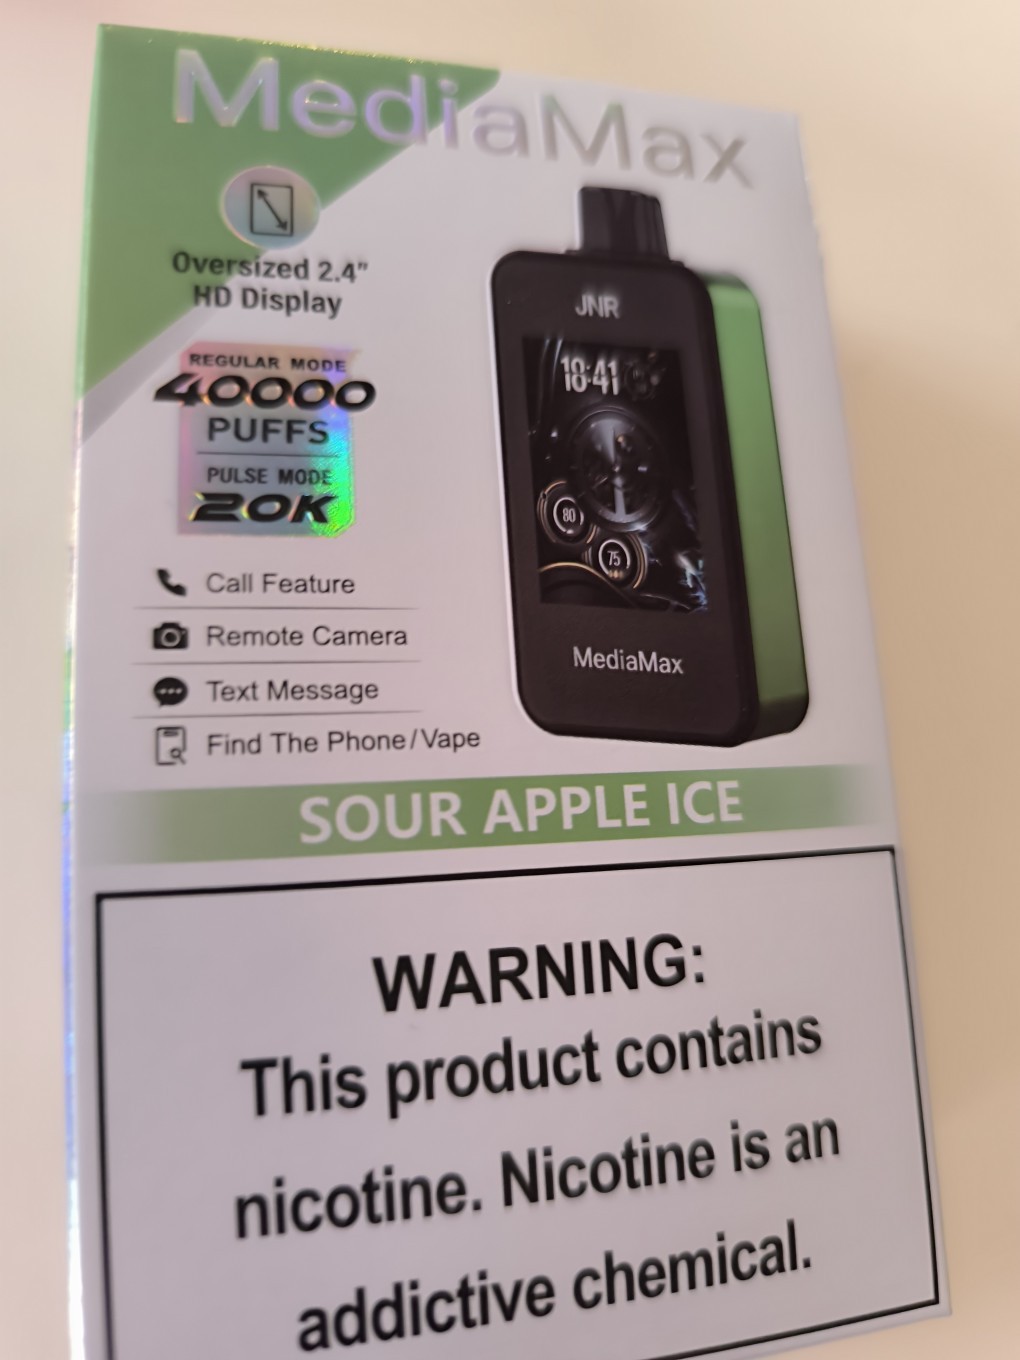 MediaMax
Oversized 2.4"
HD Display
REGULAR MODE
40000
PUFFS
PULSE MODE
20K
Call Feature
Remote Camera
Text Message
Find The Phone/Vape
JNR
10:41
80
75
MediaMax
SOUR APPLE ICE
WARNING:
This product contains
nicotine. Nicotine is an
addictive chemical.